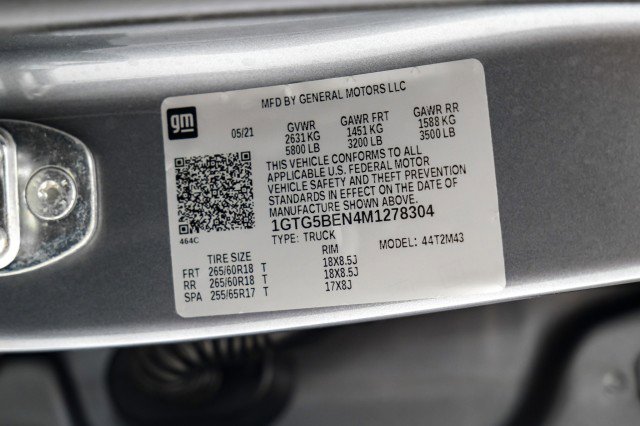 MFD BY GENERAL MOTORS LLC
gm
05/21 GVWR GAWR FRT GAWR RR
2631 KG 1451 KG 1588 KG
5800 LB 3200 LB 3500 LB
THIS VEHICLE CONFORMS TO ALL
APPLICABLE U.S. FEDERAL MOTOR
VEHICLE SAFETY AND THEFT PREVENTION
STANDARDS IN EFFECT ON THE DATE OF
MANUFACTURE SHOWN ABOVE.
1GTG5BEN4M1278304
464C
TYPE: TRUCK MODEL: 44T2M43
TIRE SIZE RIM
FRT 265/60R18 T 18X8.5J
RR 265/60R18 T 18X8.5J
SPA 255/65R17 T 17X8J